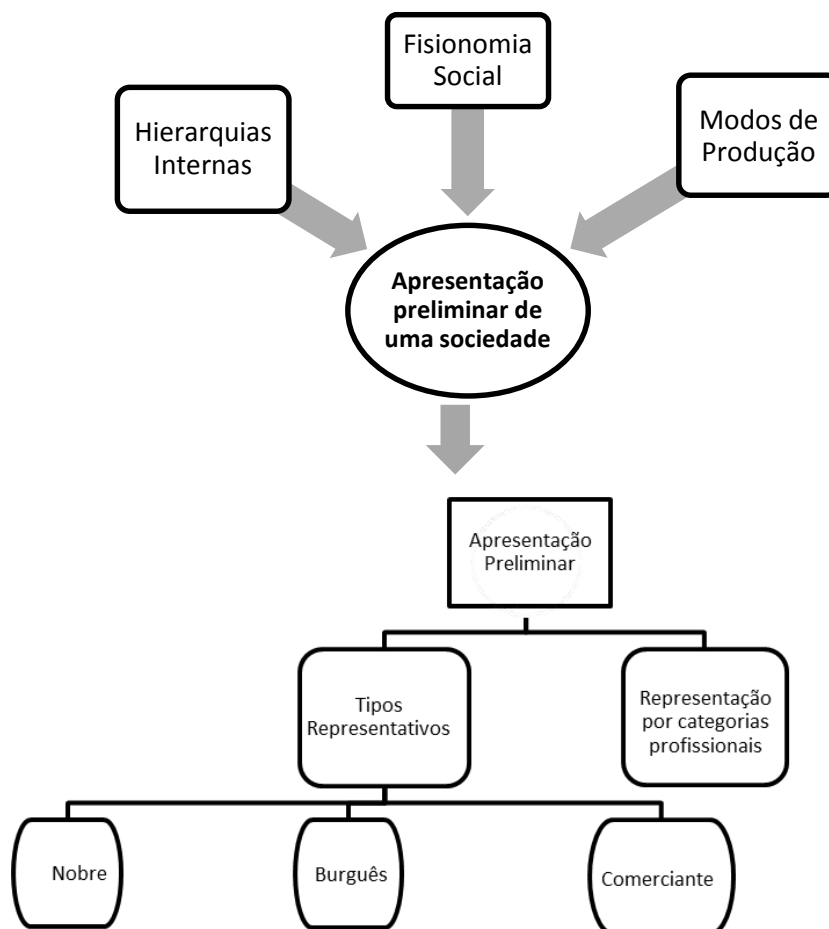 Fisionomia
Social
Hierarquias
Internas
Modos de
Produção
Apresentação
preliminar de
uma sociedade
Apresentação
Preliminar
Tipos
Representativos
Representação
por categorias
profissionais
Nobre
Burguês
Comerciante